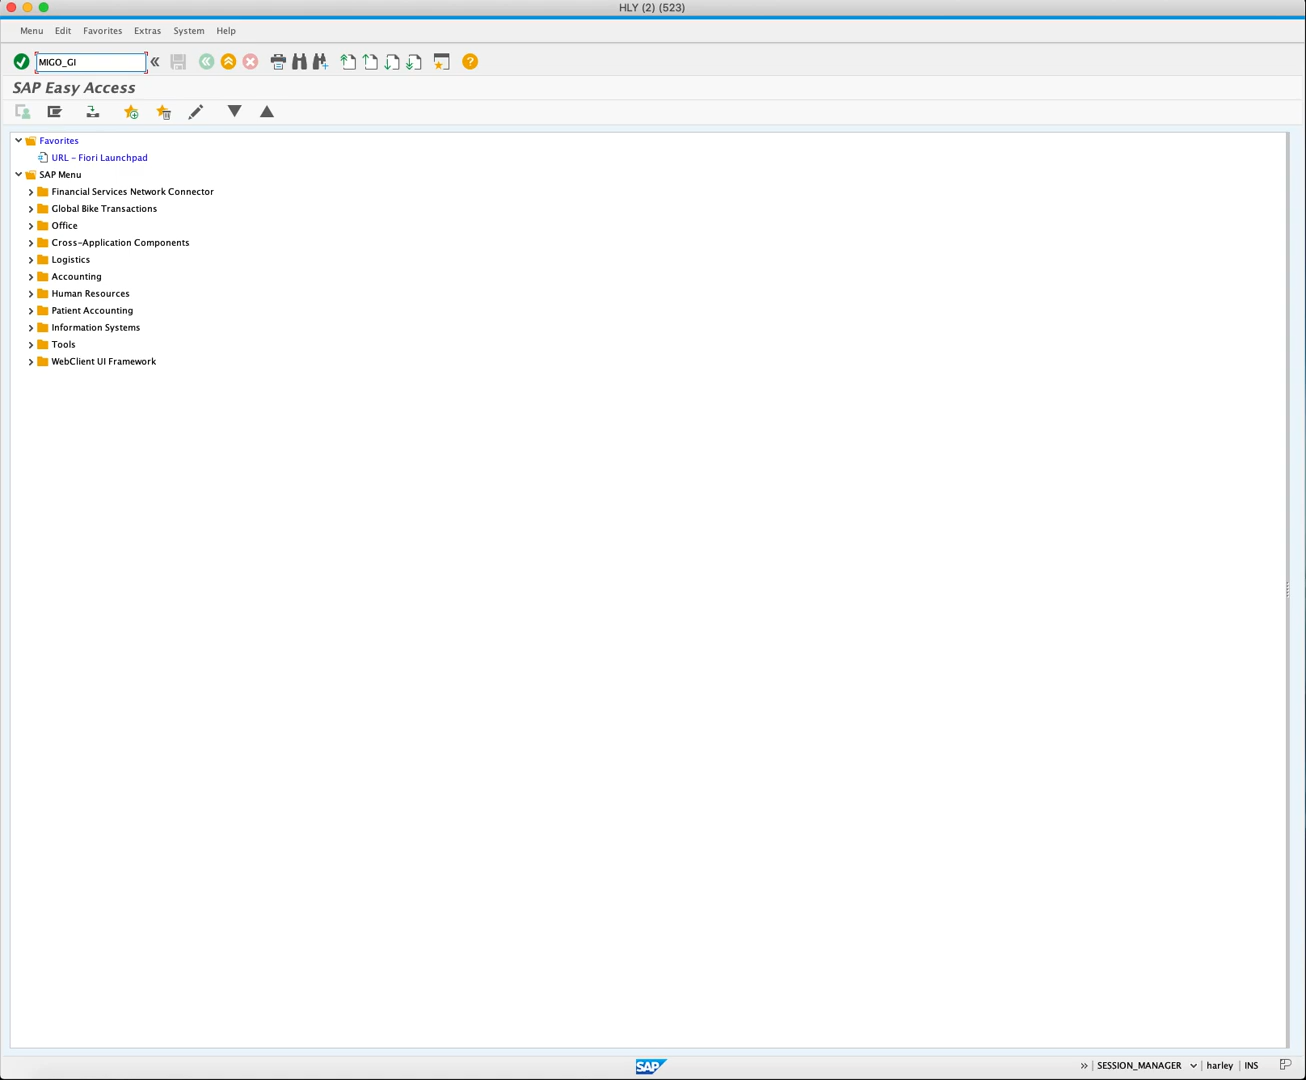 HLY (2) (523)
Menu Edit Favorites Extras System Help
MIGO_GI
SAP Easy Access
Favorites
URL - Fiori Launchpad
SAP Menu
Financial Services Network Connector
Global Bike Transactions
Office
Cross-Application Components
Logistics
Accounting
Human Resources
Patient Accounting
Information Systems
Tools
WebClient UI Framework
SAP » SESSION_MANAGER harley INS